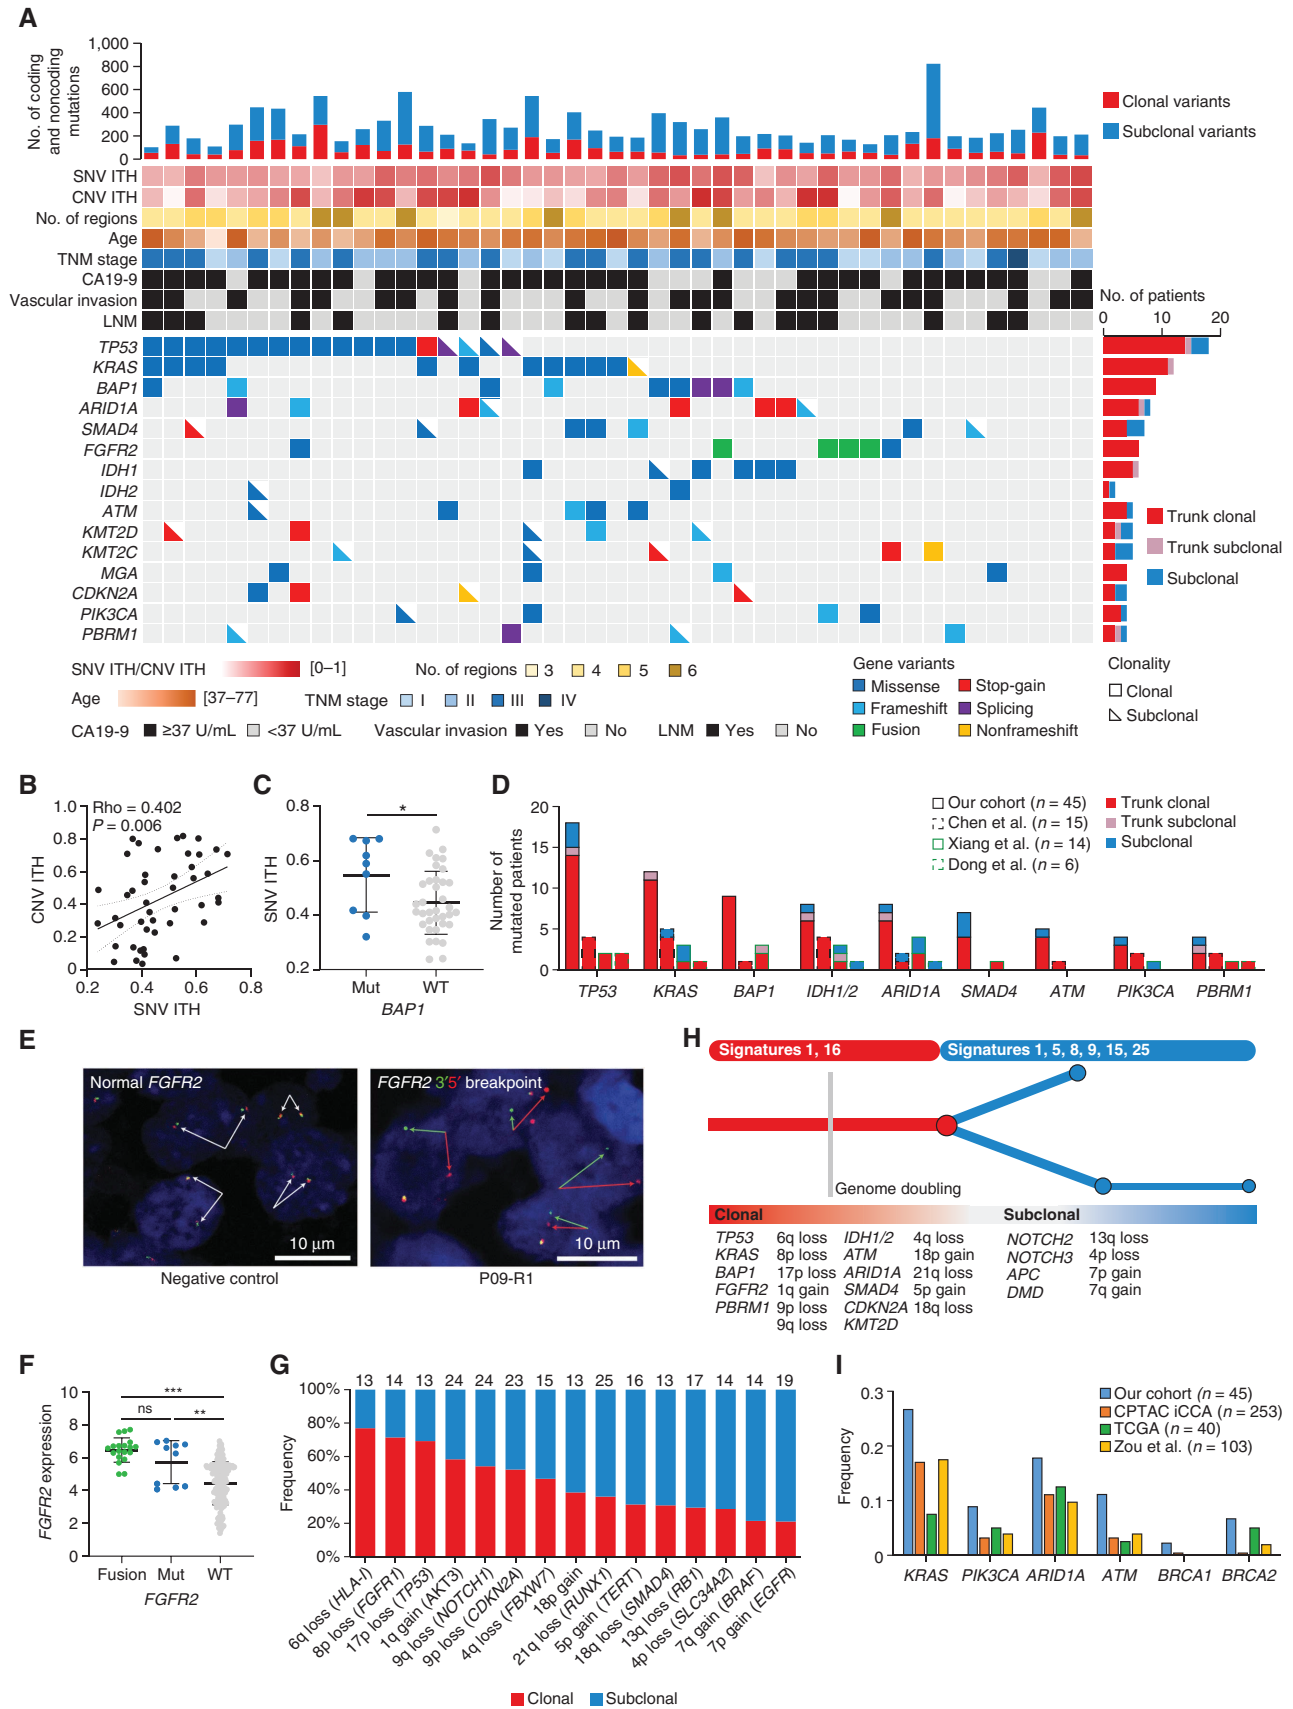 A
No. of coding
and noncoding
mutations
1,000
800
600
400
200
0
Clonal variants
Subclonal variants
SNV ITH
CNV ITH
No. of regions
Age
TNM stage
CA19-9
Vascular invasion
LNM
No. of patients
0 10 20
TP53
KRAS
BAP1
ARID1A
SMAD4
FGFR2
IDH1
IDH2
ATM
KMT2D
KMT2C
MGA
CDKN2A
PIK3CA
PBRM1
Trunk clonal
Trunk subclonal
Subclonal
SNV ITH/CNV ITH [0–1]
No. of regions 3 4 5 6
Age [37–77]
TNM stage I II III IV
CA19-9 ≥37 U/mL <37 U/mL
Vascular invasion Yes No
LNM Yes No
Gene variants
Missense Stop-gain
Frameshift Splicing
Fusion Nonframeshift
Clonality
Clonal
Subclonal
B
Rho = 0.402
P = 0.006
CNV ITH
1.0
0.8
0.6
0.4
0.2
0
0.2 0.4 0.6 0.8
SNV ITH
C
*
SNV ITH
0.8
0.6
0.4
0.2
Mut WT
BAP1
D
Number of
mutated patients
20
15
10
5
0
Our cohort (n = 45)
Chen et al. (n = 15)
Xiang et al. (n = 14)
Dong et al. (n = 6)
Trunk clonal
Trunk subclonal
Subclonal
TP53 KRAS BAP1 IDH1/2 ARID1A SMAD4 ATM PIK3CA PBRM1
E
Normal FGFR2
10 μm
Negative control
FGFR2 3′5′ breakpoint
10 μm
P09-R1
H
Signatures 1, 16
Signatures 1, 5, 8, 9, 15, 25
Genome doubling
Clonal Subclonal
TP53 6q loss IDH1/2 4q loss NOTCH2 13q loss
KRAS 8p loss ATM 18p gain NOTCH3 4p loss
BAP1 17p loss ARID1A 21q loss APC 7p gain
FGFR2 1q gain SMAD4 5p gain DMD 7q gain
PBRM1 9p loss CDKN2A 18q loss
9q loss KMT2D
F
FGFR2 expression
10
8
6
4
2
0
***
ns **
Fusion Mut WT
FGFR2
G
13 14 13 24 24 23 15 13 25 16 13 17 14 14 19
Frequency
100%
80%
60%
40%
20%
0%
6q loss (HLA-I)
8p loss (FGFR1)
17p loss (TP53)
1q gain (AKT3)
9q loss (NOTCH1)
9p loss (CDKN2A)
4q loss (FBXW7)
18p gain
21q loss (RUNX1)
5p gain (TERT)
18q loss (SMAD4)
13q loss (RB1)
4p loss (SLC34A2)
7q gain (BRAF)
7p gain (EGFR)
Clonal Subclonal
I
Frequency
0.3
0.2
0.1
0
Our cohort (n = 45)
CPTAC iCCA (n = 253)
TCGA (n = 40)
Zou et al. (n = 103)
KRAS PIK3CA ARID1A ATM BRCA1 BRCA2